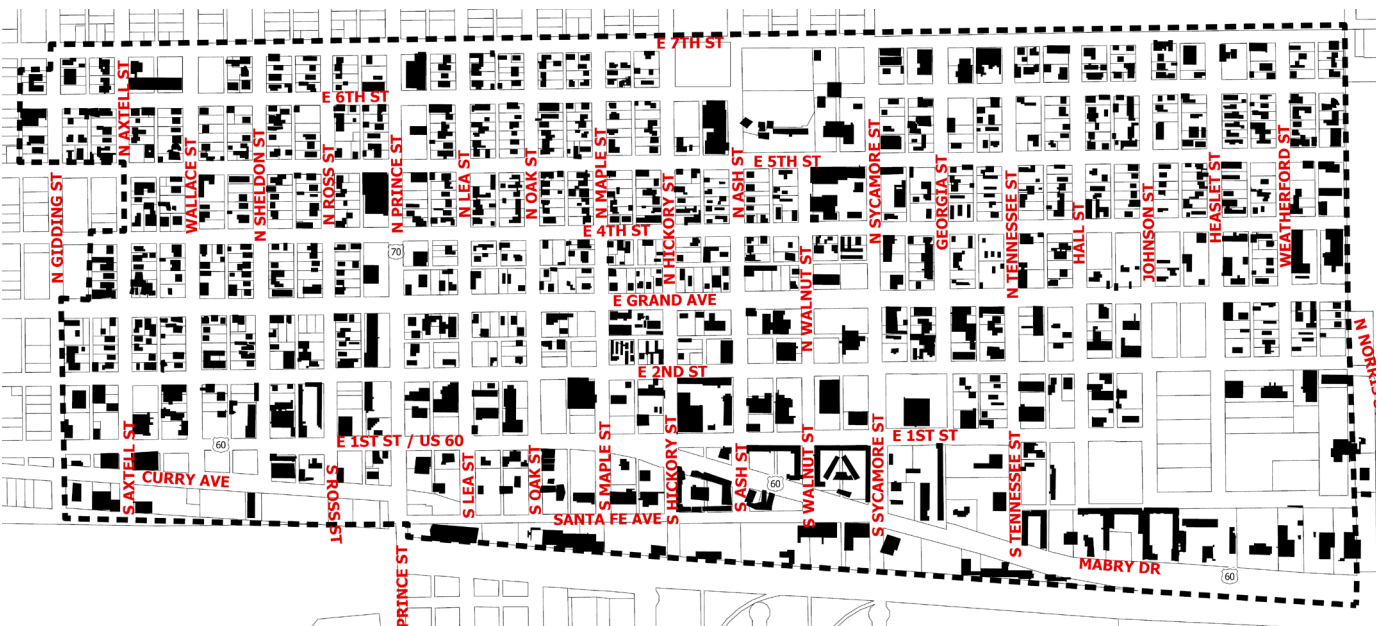 E 7TH ST
E 6TH ST
N AXTELL ST
WALLACE ST
N SHELDON ST
N ROSS ST
N PRINCE ST
N LEA ST
N OAK ST
N MAPLE ST
N HICKORY ST
N ASH ST
E 5TH ST
N SYCAMORE ST
GEORGIA ST
N TENNESSEE ST
HALL ST
JOHNSON ST
HEASLET ST
WEATHERFORD ST
N GIDDING ST
E 4TH ST
70
N WALNUT ST
E GRAND AVE
E 2ND ST
E 1ST ST / US 60
E 1ST ST
60
CURRY AVE
S AXTELL ST
S ROSS ST
S LEA ST
S OAK ST
S MAPLE ST
S HICKORY ST
S ASH ST
60
S WALNUT ST
S SYCAMORE ST
S TENNESSEE ST
SANTA FE AVE
MABRY DR
60
PRINCE ST